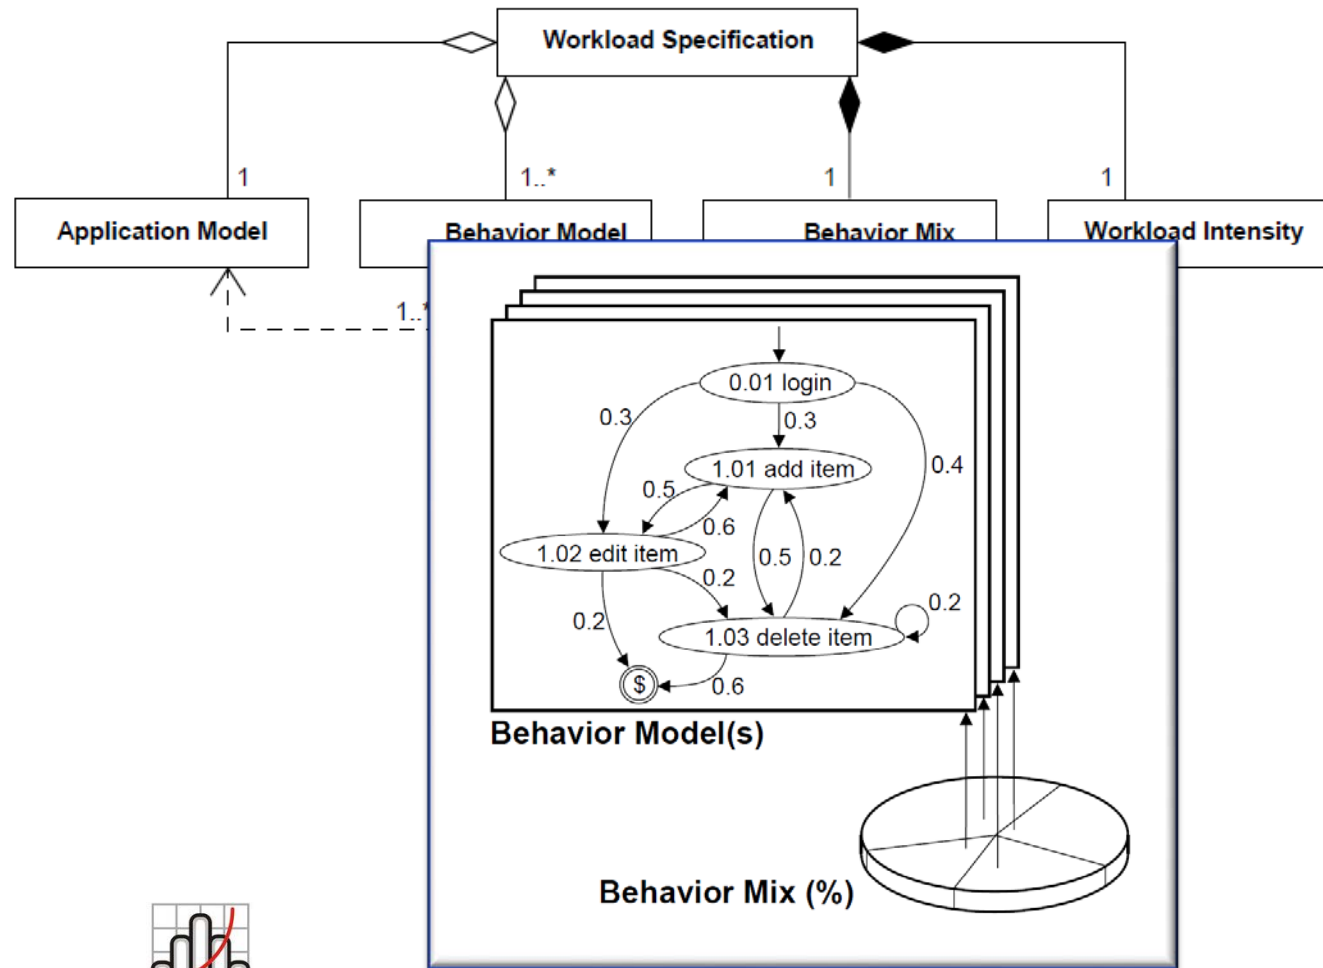 Workload Specification
1
1..*
1
1
Application Model
Behavior Model
Behavior Mix
Workload Intensity
1..*
0.01 login
0.3
0.3
0.4
1.01 add item
0.5
0.6
1.02 edit item
0.5
0.2
0.2
0.2
0.2
1.03 delete item
$
0.6
Behavior Model(s)
Behavior Mix (%)